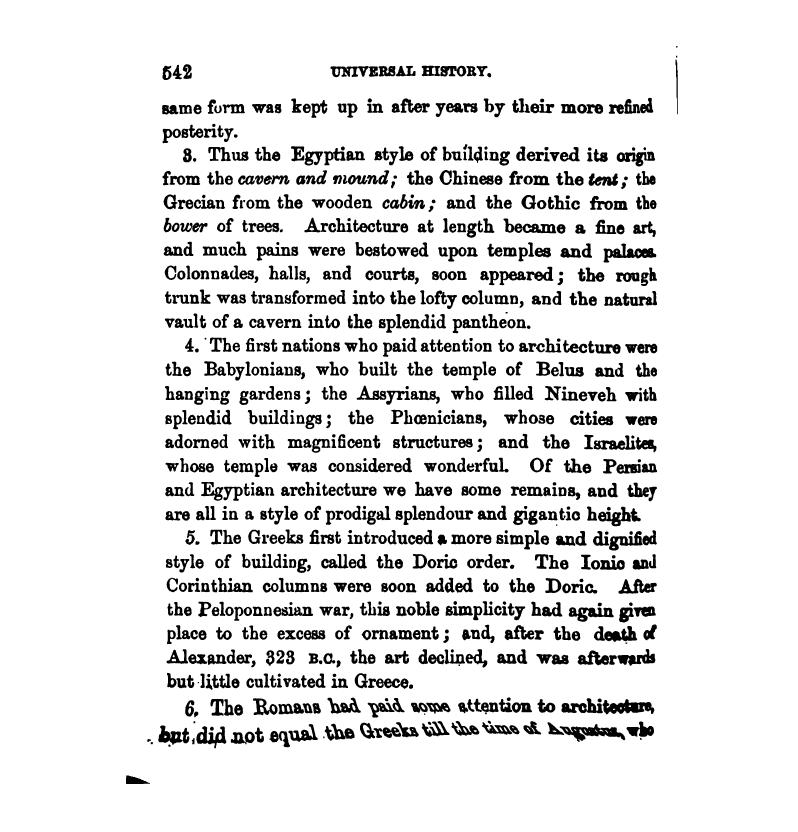 542 UNIVERSAL HISTORY.
same form was kept up in after years by their more refined
posterity.
3. Thus the Egyptian style of building derived its origin
from the cavern and mound; the Chinese from the tent; the
Grecian from the wooden cabin; and the Gothic from the
bower of trees. Architecture at length became a fine art,
and much pains were bestowed upon temples and palaces.
Colonnades, halls, and courts, soon appeared; the rough
trunk was transformed into the lofty column, and the natural
vault of a cavern into the splendid pantheon.
4. The first nations who paid attention to architecture were
the Babylonians, who built the temple of Belus and the
hanging gardens; the Assyrians, who filled Nineveh with
splendid buildings; the Phœnicians, whose cities were
adorned with magnificent structures; and the Israelites,
whose temple was considered wonderful. Of the Persian
and Egyptian architecture we have some remains, and they
are all in a style of prodigal splendour and gigantic height.
5. The Greeks first introduced a more simple and dignified
style of building, called the Doric order. The Ionic and
Corinthian columns were soon added to the Doric. After
the Peloponnesian war, this noble simplicity had again given
place to the excess of ornament; and, after the death of
Alexander, 323 B.C., the art declined, and was afterwards
but little cultivated in Greece.
6. The Romans had paid some attention to architecture,
but did not equal the Greeks till the time of Augustus, who